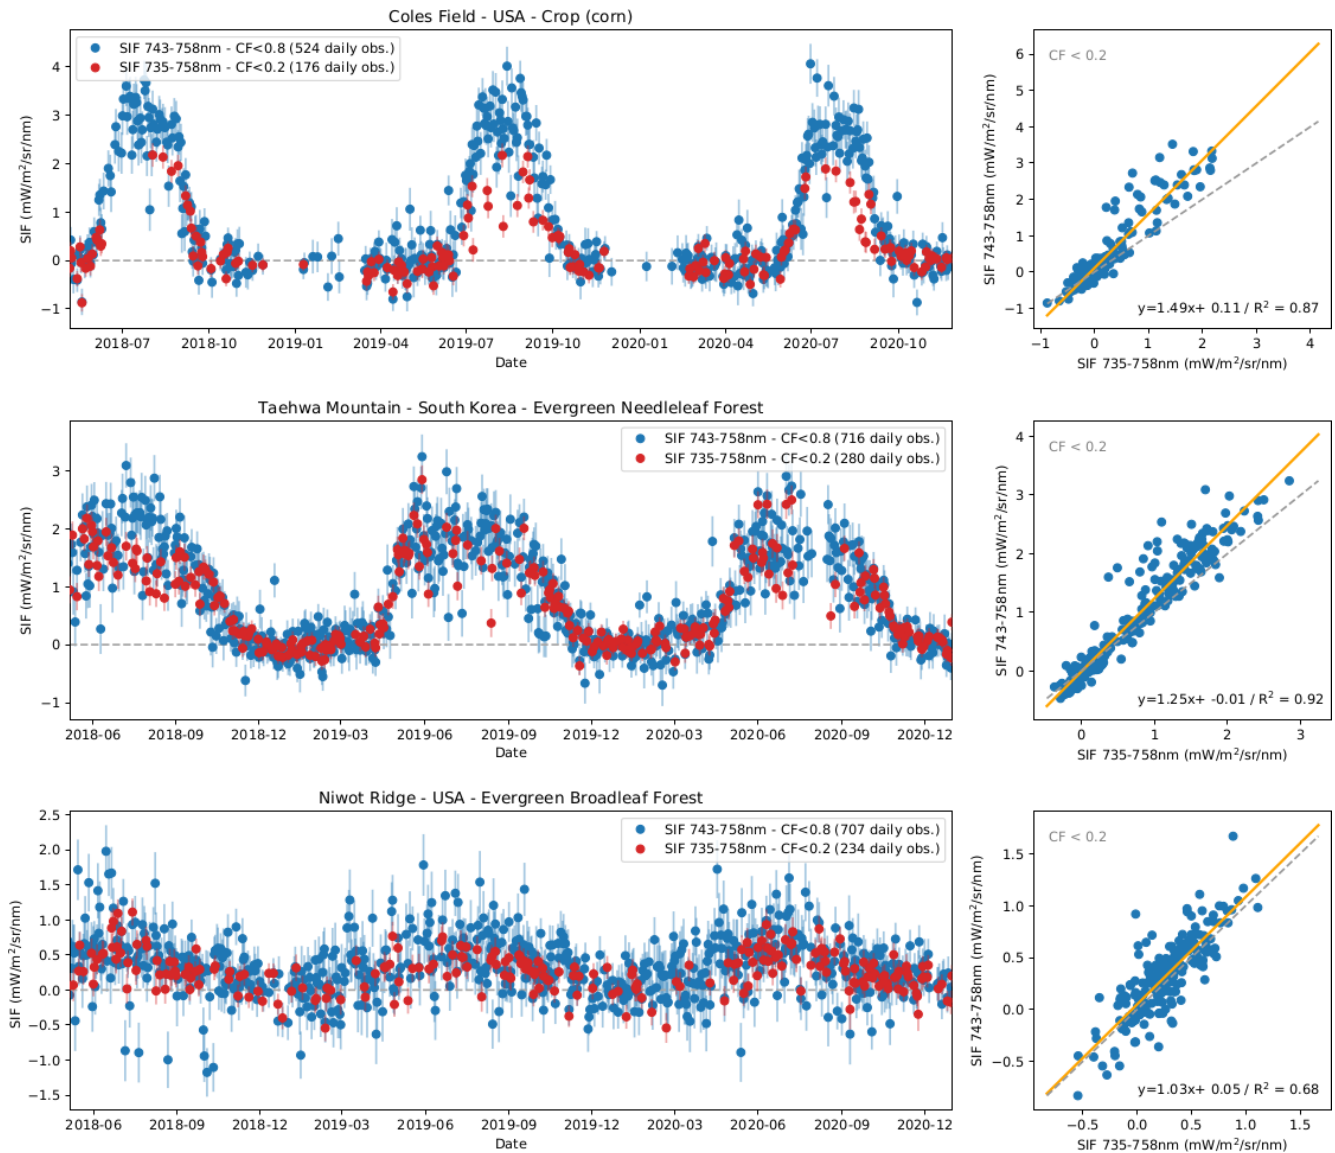 Coles Field - USA - Crop (corn)
SIF 743-758nm - CF<0.8 (524 daily obs.)
SIF 735-758nm - CF<0.2 (176 daily obs.)
SIF (mW/m²/sr/nm)
4
3
2
1
0
−1
2018-07 2018-10 2019-01 2019-04 2019-07 2019-10 2020-01 2020-04 2020-07 2020-10
Date
CF < 0.2
SIF 743-758nm (mW/m²/sr/nm)
6
5
4
3
2
1
0
−1
y=1.49x+ 0.11 / R² = 0.87
−1 0 1 2 3 4
SIF 735-758nm (mW/m²/sr/nm)
Taehwa Mountain - South Korea - Evergreen Needleleaf Forest
SIF 743-758nm - CF<0.8 (716 daily obs.)
SIF 735-758nm - CF<0.2 (280 daily obs.)
SIF (mW/m²/sr/nm)
3
2
1
0
−1
2018-06 2018-09 2018-12 2019-03 2019-06 2019-09 2019-12 2020-03 2020-06 2020-09 2020-12
Date
CF < 0.2
SIF 743-758nm (mW/m²/sr/nm)
4
3
2
1
0
y=1.25x+ -0.01 / R² = 0.92
0 1 2 3
SIF 735-758nm (mW/m²/sr/nm)
Niwot Ridge - USA - Evergreen Broadleaf Forest
SIF 743-758nm - CF<0.8 (707 daily obs.)
SIF 735-758nm - CF<0.2 (234 daily obs.)
SIF (mW/m²/sr/nm)
2.5
2.0
1.5
1.0
0.5
0.0
−0.5
−1.0
−1.5
2018-06 2018-09 2018-12 2019-03 2019-06 2019-09 2019-12 2020-03 2020-06 2020-09 2020-12
Date
CF < 0.2
SIF 743-758nm (mW/m²/sr/nm)
1.5
1.0
0.5
0.0
−0.5
y=1.03x+ 0.05 / R² = 0.68
−0.5 0.0 0.5 1.0 1.5
SIF 735-758nm (mW/m²/sr/nm)